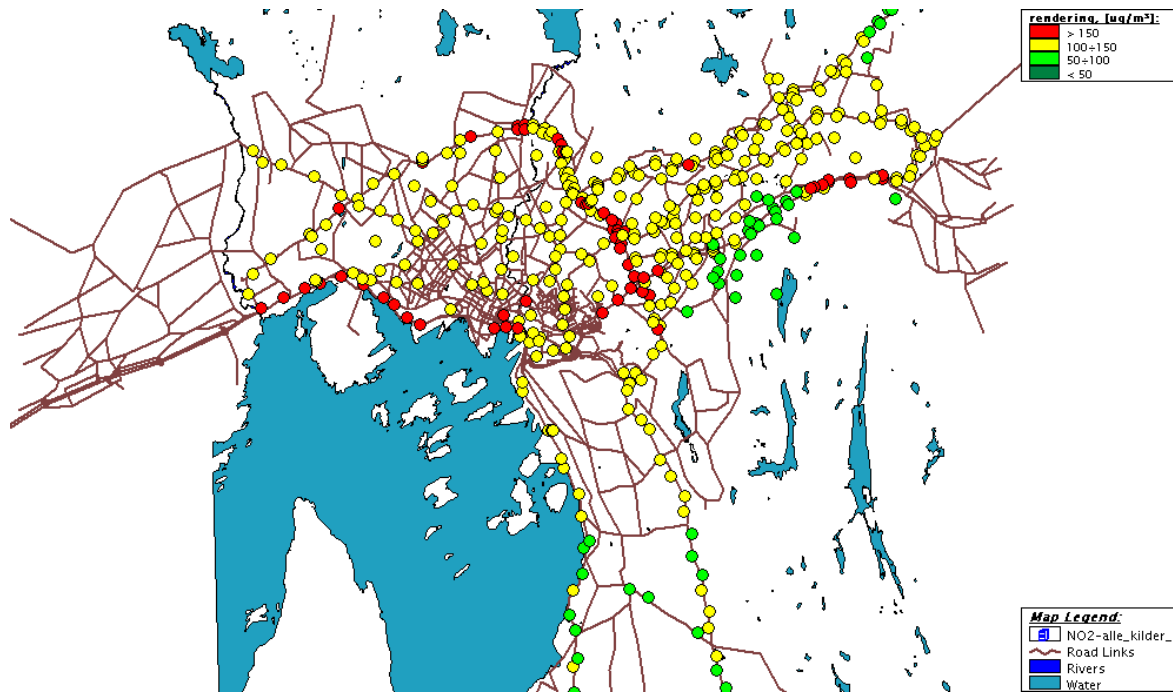 rendering, [ug/m³]:
> 150
100÷150
50÷100
< 50
Map Legend:
NO2-alle_kilder_
Road Links
Rivers
Water